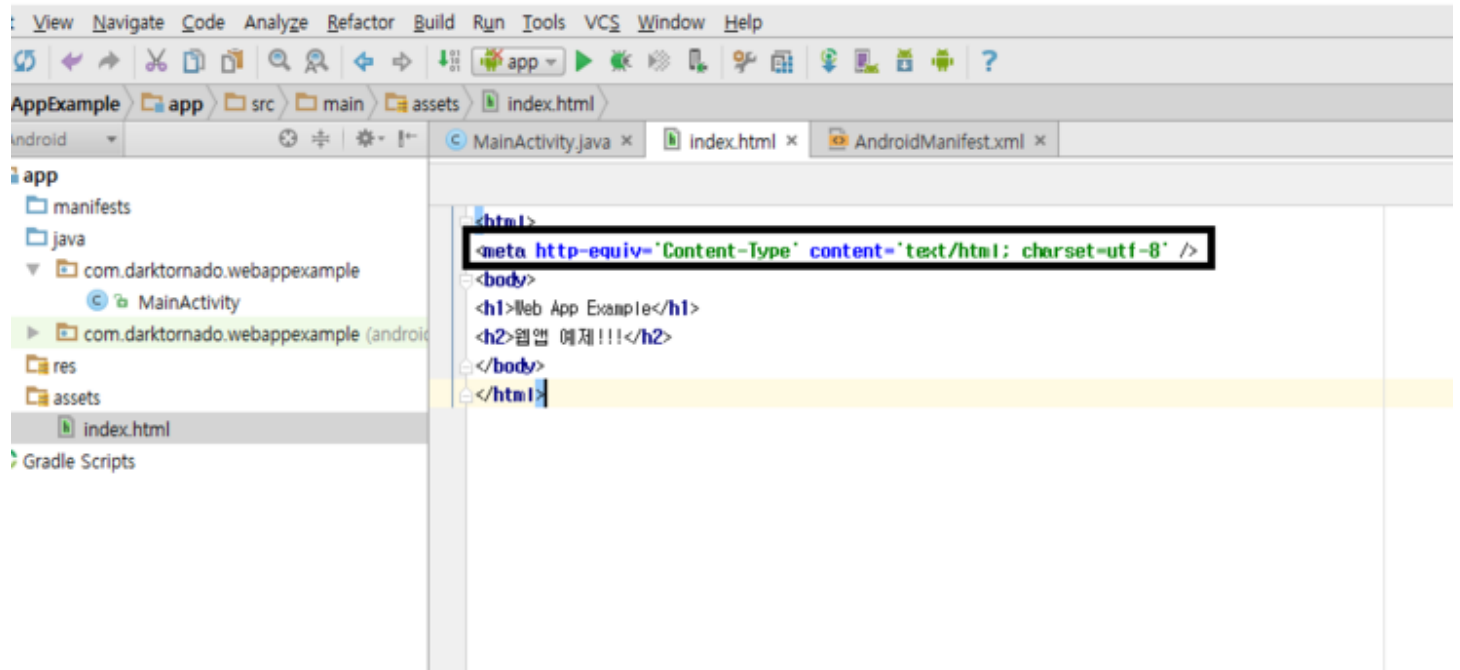 : View Navigate Code Analyze Refactor Build Run Tools VCS Window Help
app
AppExample app src main assets index.html
MainActivity.java × index.html × AndroidManifest.xml ×
app
manifests
java
com.darktornado.webappexample
MainActivity
com.darktornado.webappexample
res
assets
index.html
Gradle Scripts
<html>
<meta http-equiv='Content-Type' content='text/html; charset=utf-8' />
<body>
<h1>Web App Example</h1>
<h2>웹앱 예제!!!</h2>
</body>
</html>